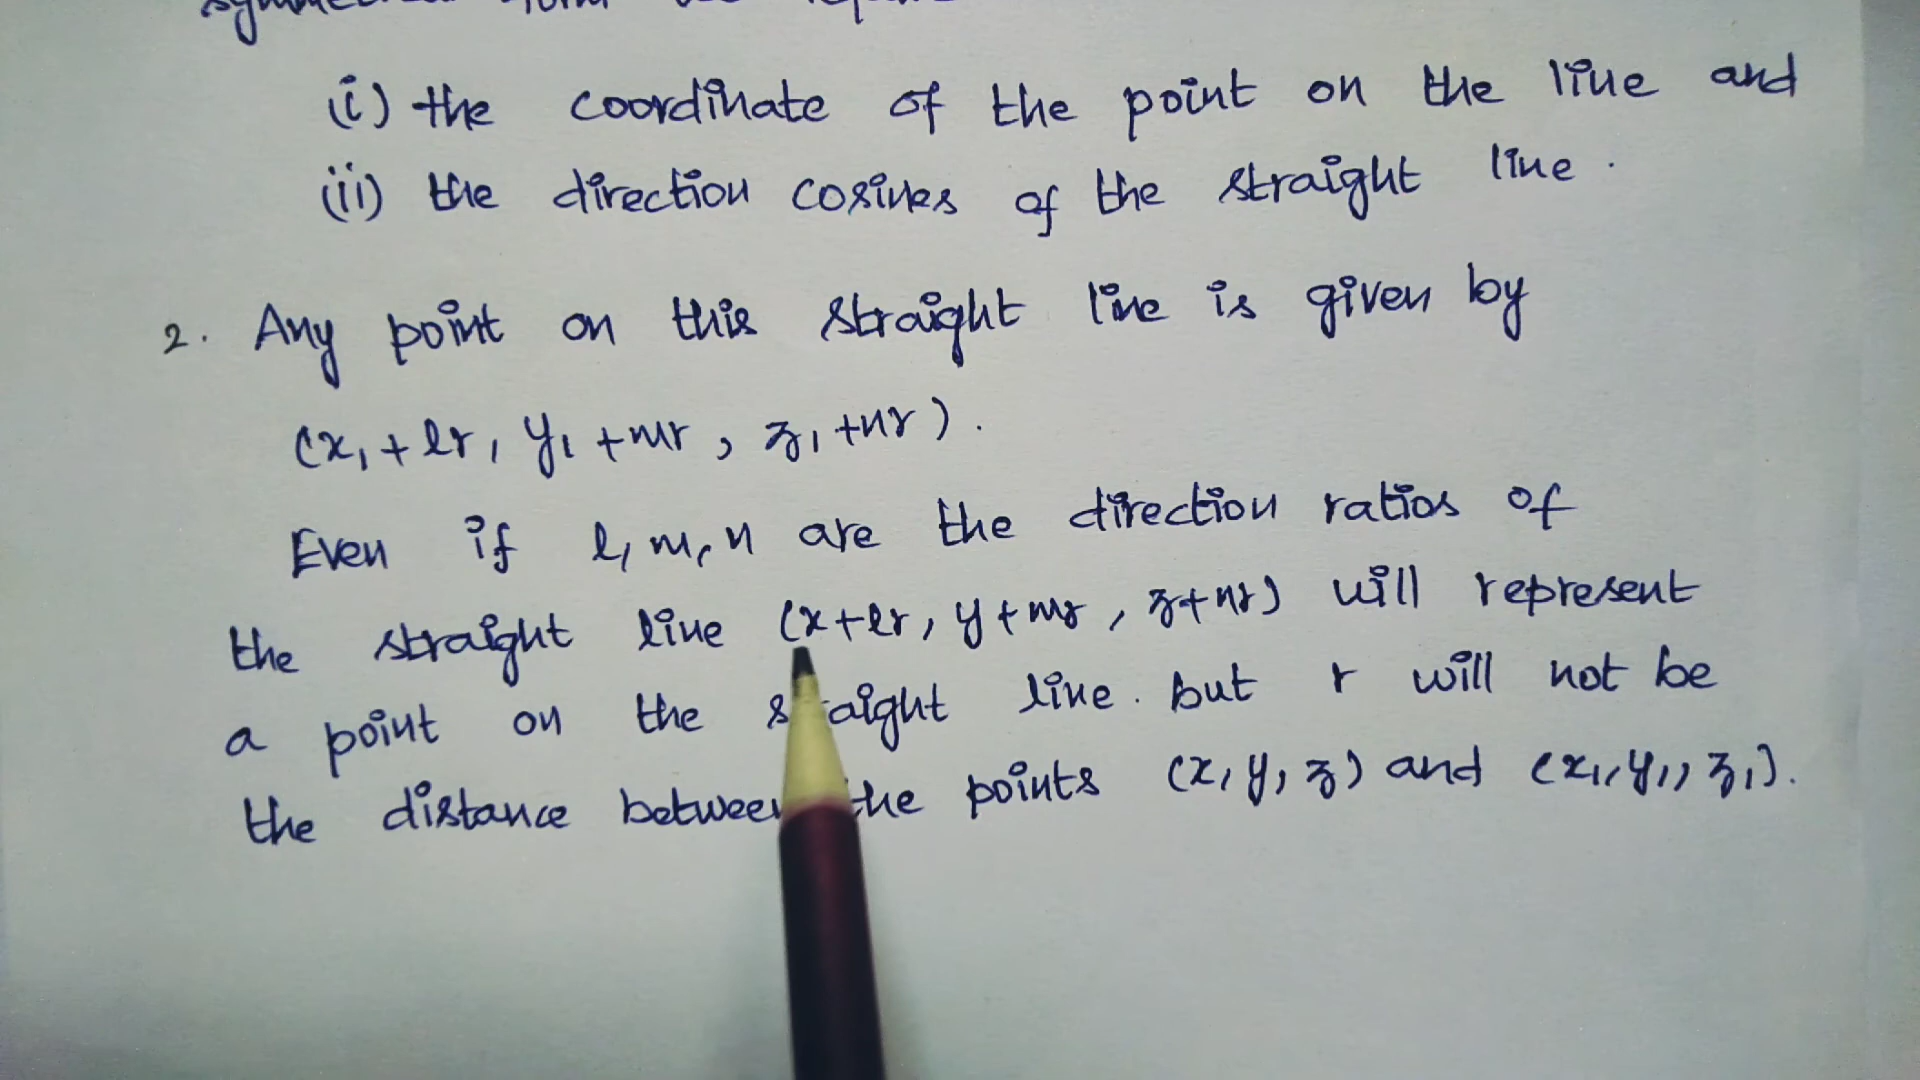 (i) the coordinate of the point on the line and
(ii) the direction cosines of the straight line.
2. Any point on this straight line is given by
(x₁+lr, y₁+mr, z₁+nr).
Even if l, m, n are the direction ratios of
the straight line (x+lr, y+mr, z+nr) will represent
a point on the straight line. but r will not be
the distance between the points (x, y, z) and (x₁, y₁, z₁).